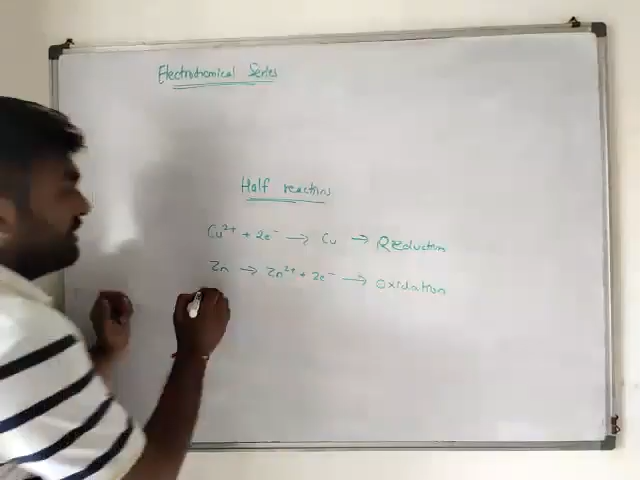 Electrochemical Series
Half reactions
Cu²⁺ + 2e⁻ → Cu → Reduction
Zn → Zn²⁺ + 2e⁻ → Oxidation